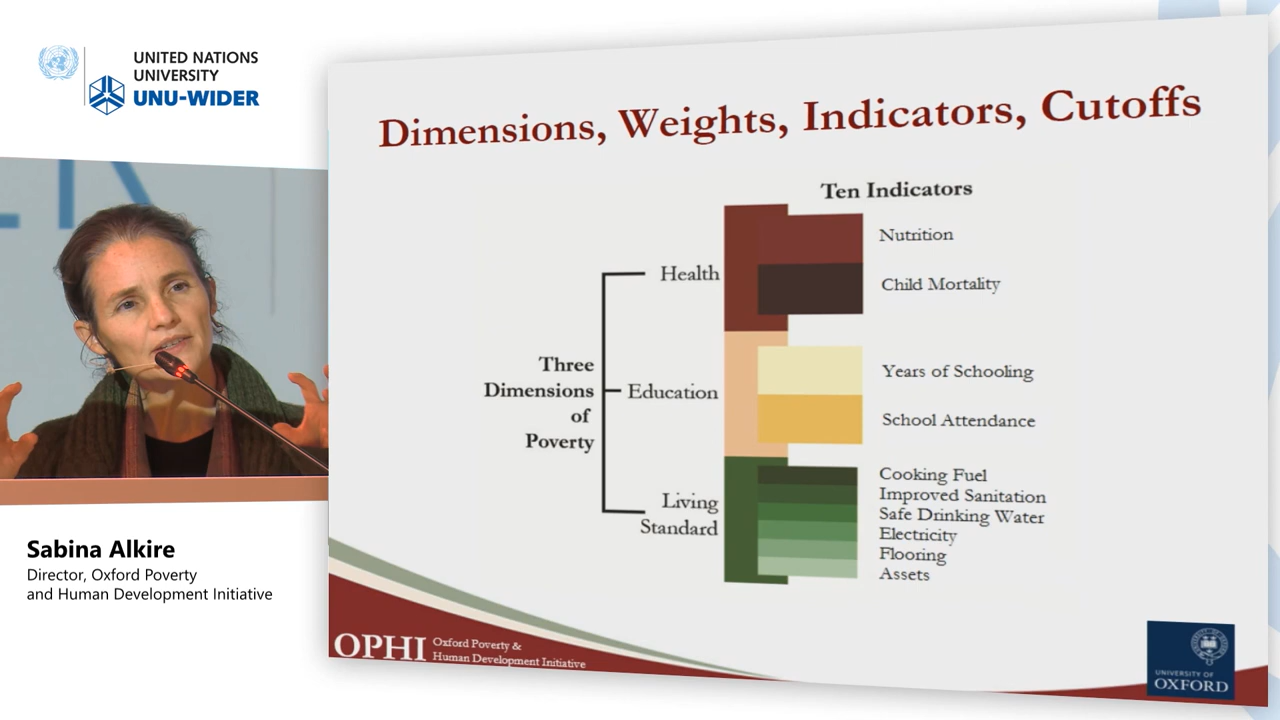 UNITED NATIONS
UNIVERSITY
UNU-WIDER
Sabina Alkire
Director, Oxford Poverty
and Human Development Initiative
Dimensions, Weights, Indicators, Cutoffs
Ten Indicators
Three
Dimensions
of
Poverty
Health
Nutrition
Child Mortality
Education
Years of Schooling
School Attendance
Living
Standard
Cooking Fuel
Improved Sanitation
Safe Drinking Water
Electricity
Flooring
Assets
OPHI
Oxford Poverty &
Human Development Initiative
UNIVERSITY OF
OXFORD